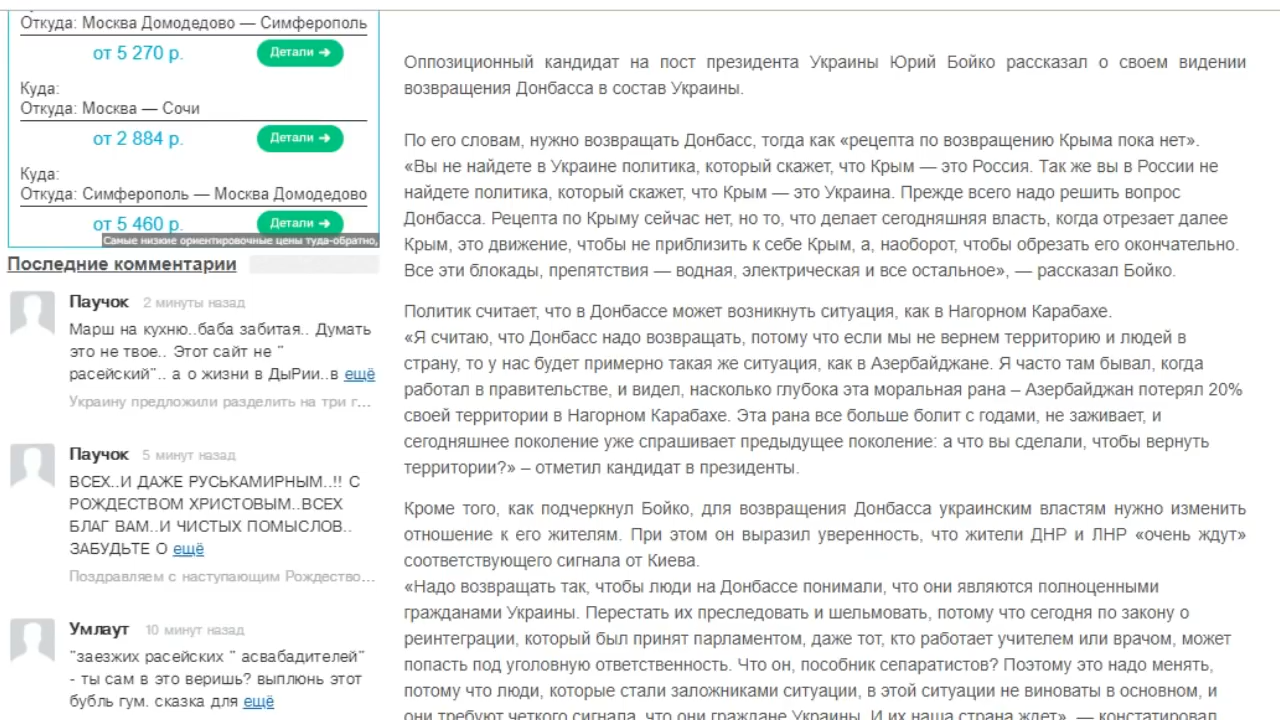 Откуда: Москва Домодедово — Симферополь
от 5 270 р.
Детали ➔
Куда:
Откуда: Москва — Сочи
от 2 884 р.
Детали ➔
Куда:
Откуда: Симферополь — Москва Домодедово
от 5 460 р.
Детали ➔
Самые низкие ориентировочные цены туда-обратно,
Последние комментарии
Паучок 2 минуты назад
Марш на кухню..баба забитая.. Думать
это не твое.. Этот сайт не "
расейский".. а о жизни в ДыРии..в ещё
Украину предложили разделить на три г...
Паучок 5 минут назад
ВСЕХ..И ДАЖЕ РУСЬКАМИРНЫМ..!! С
РОЖДЕСТВОМ ХРИСТОВЫМ..ВСЕХ
БЛАГ ВАМ..И ЧИСТЫХ ПОМЫСЛОВ..
ЗАБУДЬТЕ О ещё
Поздравляем с наступающим Рождество...
Умлаут 10 минут назад
"заезжих расейских " асвабадителей"
- ты сам в это веришь? выплюнь этот
бубль гум. сказка для ещё
Оппозиционный кандидат на пост президента Украины Юрий Бойко рассказал о своем видении
возвращения Донбасса в состав Украины.
По его словам, нужно возвращать Донбасс, тогда как «рецепта по возвращению Крыма пока нет».
«Вы не найдете в Украине политика, который скажет, что Крым — это Россия. Так же вы в России не
найдете политика, который скажет, что Крым — это Украина. Прежде всего надо решить вопрос
Донбасса. Рецепта по Крыму сейчас нет, но то, что делает сегодняшняя власть, когда отрезает далее
Крым, это движение, чтобы не приблизить к себе Крым, а, наоборот, чтобы обрезать его окончательно.
Все эти блокады, препятствия — водная, электрическая и все остальное», — рассказал Бойко.
Политик считает, что в Донбассе может возникнуть ситуация, как в Нагорном Карабахе.
«Я считаю, что Донбасс надо возвращать, потому что если мы не вернем территорию и людей в
страну, то у нас будет примерно такая же ситуация, как в Азербайджане. Я часто там бывал, когда
работал в правительстве, и видел, насколько глубока эта моральная рана – Азербайджан потерял 20%
своей территории в Нагорном Карабахе. Эта рана все больше болит с годами, не заживает, и
сегодняшнее поколение уже спрашивает предыдущее поколение: а что вы сделали, чтобы вернуть
территории?» – отметил кандидат в президенты.
Кроме того, как подчеркнул Бойко, для возвращения Донбасса украинским властям нужно изменить
отношение к его жителям. При этом он выразил уверенность, что жители ДНР и ЛНР «очень ждут»
соответствующего сигнала от Киева.
«Надо возвращать так, чтобы люди на Донбассе понимали, что они являются полноценными
гражданами Украины. Перестать их преследовать и шельмовать, потому что сегодня по закону о
реинтеграции, который был принят парламентом, даже тот, кто работает учителем или врачом, может
попасть под уголовную ответственность. Что он, пособник сепаратистов? Поэтому это надо менять,
потому что люди, которые стали заложниками ситуации, в этой ситуации не виноваты в основном, и
они требуют четкого сигнала, что они граждане Украины. И их наша страна ждет», — констатировал